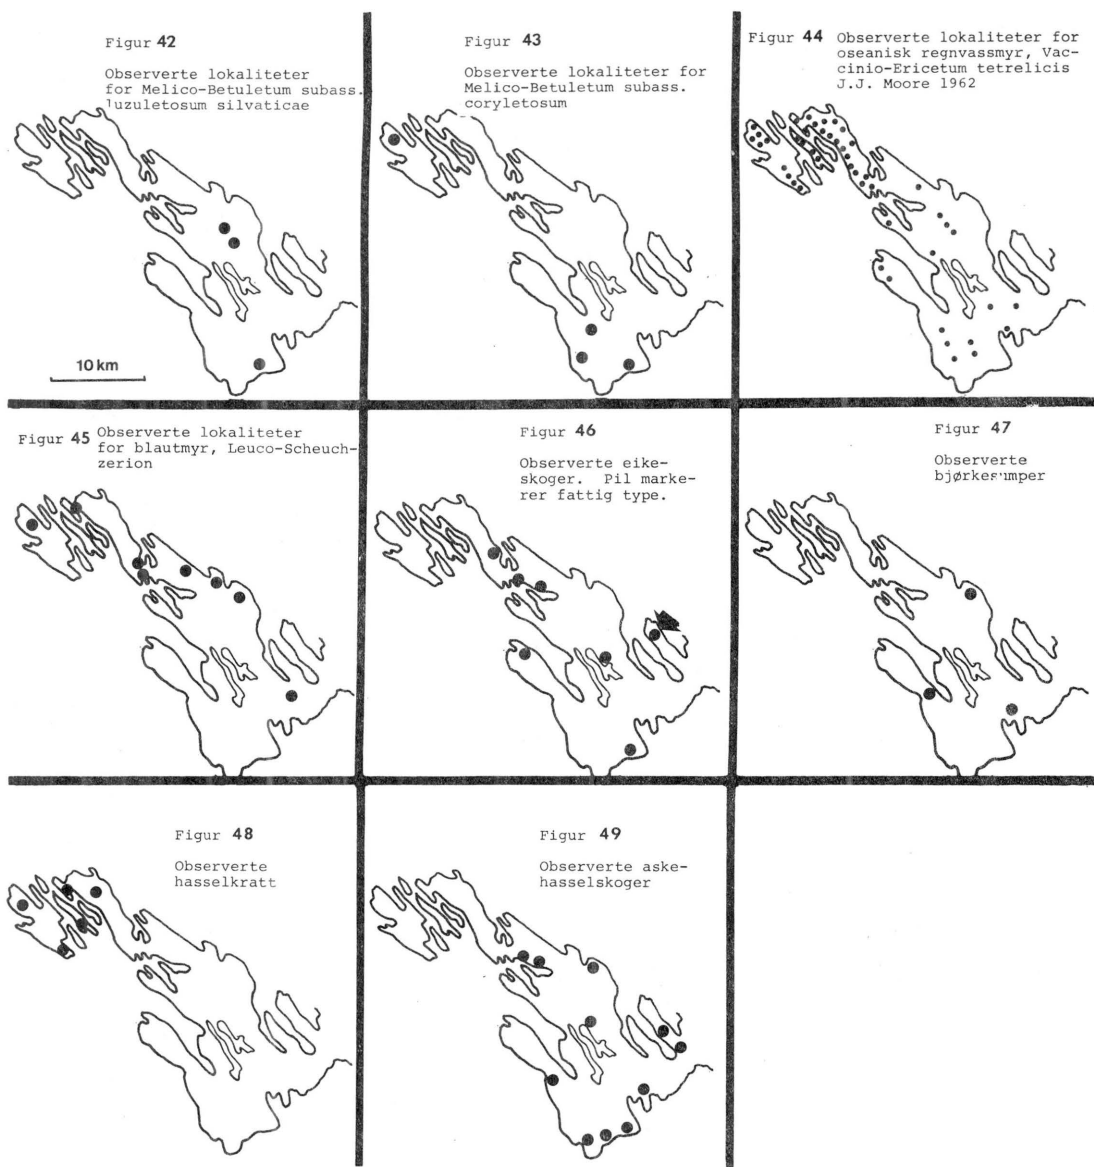 Figur 42
Observerte lokaliteter
for Melico-Betuletum subass.
luzuletosum silvaticae
10 km
Figur 43
Observerte lokaliteter for
Melico-Betuletum subass.
coryletosum
Figur 44 Observerte lokaliteter for
oseanisk regnvassmyr, Vac-
cinio-Ericetum tetrelicis
J.J. Moore 1962
Figur 45 Observerte lokaliteter
for blautmyr, Leuco-Scheuch-
zerion
Figur 46
Observerte eike-
skoger. Pil marke-
rer fattig type.
Figur 47
Observerte
bjørkesumper
Figur 48
Observerte
hasselkratt
Figur 49
Observerte aske-
hasselskoger